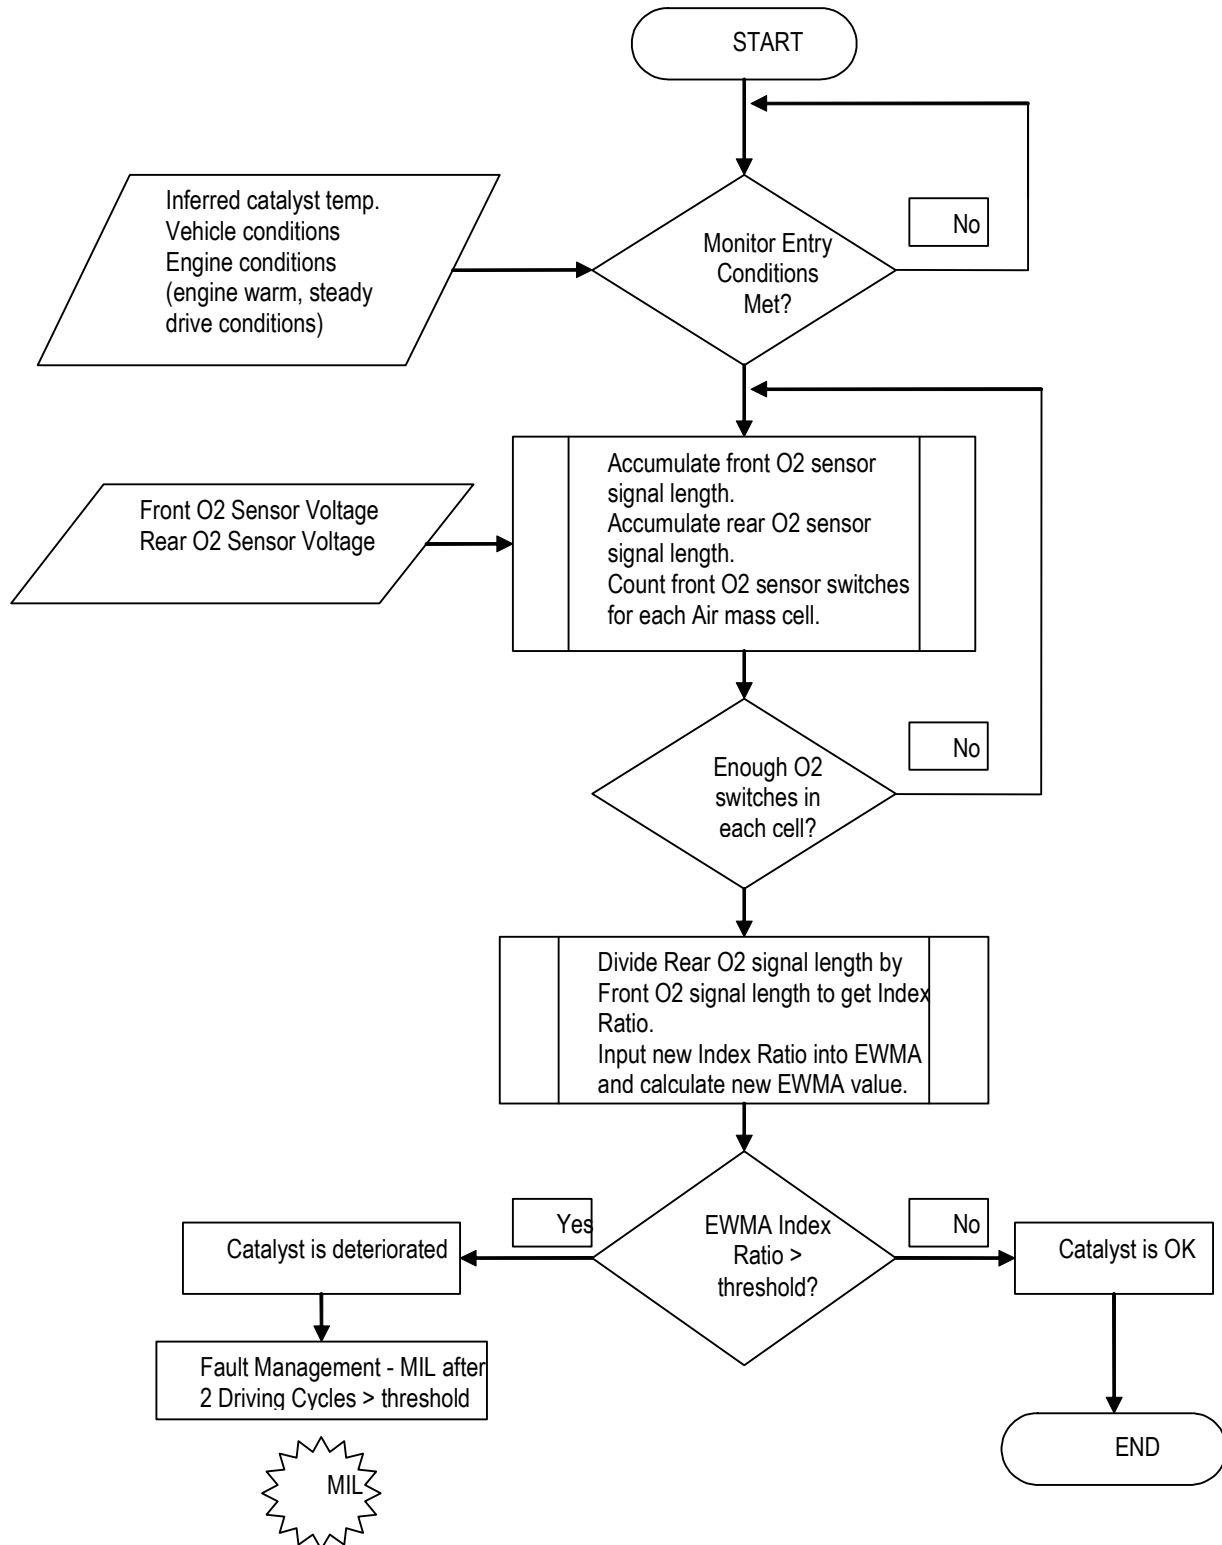 START
No
Inferred catalyst temp.
Vehicle conditions
Engine conditions
(engine warm, steady
drive conditions)
Monitor Entry
Conditions
Met?
Front O2 Sensor Voltage
Rear O2 Sensor Voltage
Accumulate front O2 sensor
signal length.
Accumulate rear O2 sensor
signal length.
Count front O2 sensor switches
for each Air mass cell.
No
Enough O2
switches in
each cell?
Divide Rear O2 signal length by
Front O2 signal length to get Index
Ratio.
Input new Index Ratio into EWMA
and calculate new EWMA value.
Yes
EWMA Index
Ratio >
threshold?
No
Catalyst is deteriorated
Catalyst is OK
Fault Management - MIL after
2 Driving Cycles > threshold
MIL
END